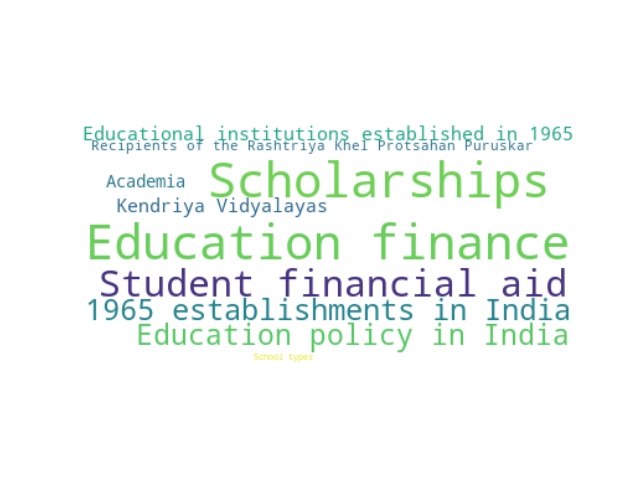 Educational institutions established in 1965
Recipients of the Rashtriya Khel Protsahan Puruskar
Scholarships
Academia
Kendriya Vidyalayas
Education finance
Student financial aid
1965 establishments in India
Education policy in India
School types